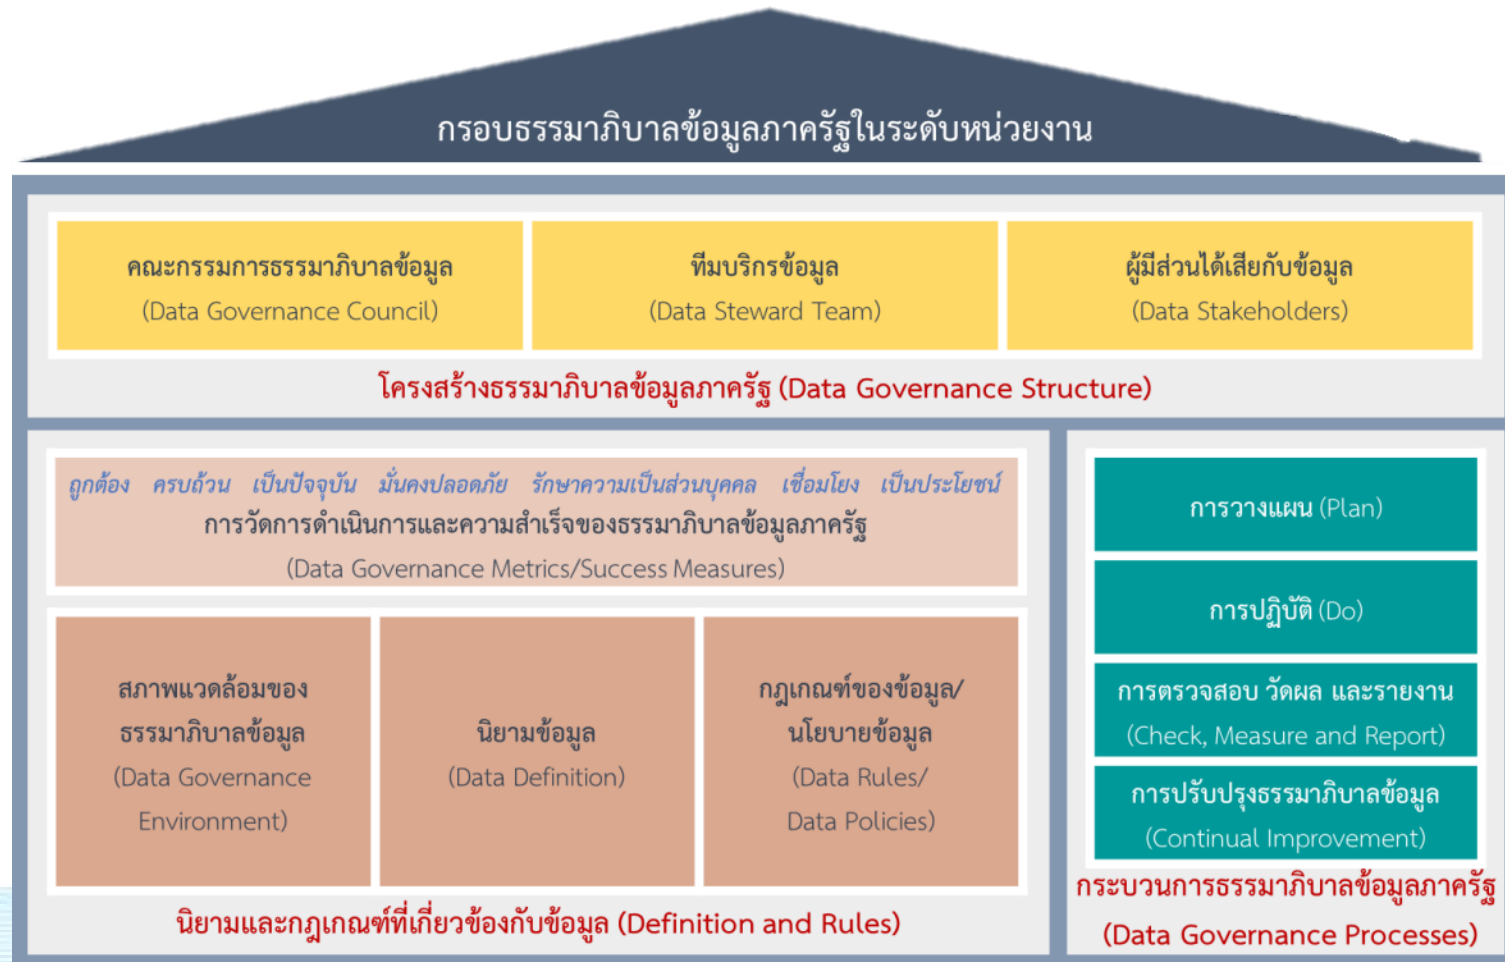 กรอบธรรมาภิบาลข้อมูลภาครัฐในระดับหน่วยงาน
คณะกรรมการธรรมาภิบาลข้อมูล
(Data Governance Council)
ทีมบริกรข้อมูล
(Data Steward Team)
ผู้มีส่วนได้เสียกับข้อมูล
(Data Stakeholders)
โครงสร้างธรรมาภิบาลข้อมูลภาครัฐ (Data Governance Structure)
ถูกต้อง ครบถ้วน เป็นปัจจุบัน มั่นคงปลอดภัย รักษาความเป็นส่วนบุคคล เชื่อมโยง เป็นประโยชน์
การวัดการดำเนินการและความสำเร็จของธรรมาภิบาลข้อมูลภาครัฐ
(Data Governance Metrics/Success Measures)
สภาพแวดล้อมของ
ธรรมาภิบาลข้อมูล
(Data Governance
Environment)
นิยามข้อมูล
(Data Definition)
กฎเกณฑ์ของข้อมูล/
นโยบายข้อมูล
(Data Rules/
Data Policies)
นิยามและกฎเกณฑ์ที่เกี่ยวข้องกับข้อมูล (Definition and Rules)
การวางแผน (Plan)
การปฏิบัติ (Do)
การตรวจสอบ วัดผล และรายงาน
(Check, Measure and Report)
การปรับปรุงธรรมาภิบาลข้อมูล
(Continual Improvement)
กระบวนการธรรมาภิบาลข้อมูลภาครัฐ
(Data Governance Processes)